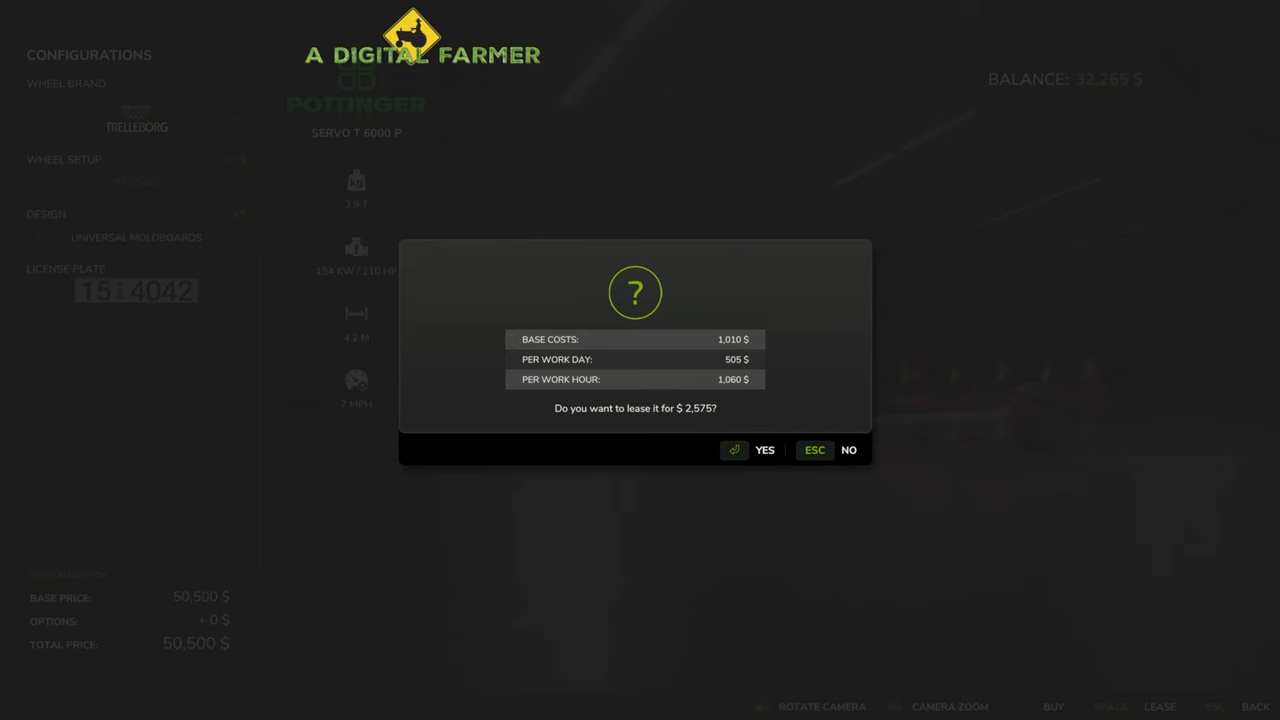 A DIGITAL FARMER
CONFIGURATIONS
WHEEL BRAND
TRELLEBORG
WHEEL SETUP
DESIGN
UNIVERSAL MOLDBOARDS
LICENSE PLATE
4042
POTTINGER
SERVO T 6000 P
kg
3.9 T
154 KW / 210 HP
4.2 M
7 MPH
BALANCE: 32,265 $
?
BASE COSTS: 1,010 $
PER WORK DAY: 505 $
PER WORK HOUR: 1,060 $
Do you want to lease it for $ 2,575?
YES ESC NO
BASE PRICE: 50,500 $
OPTIONS: + 0 $
TOTAL PRICE: 50,500 $
ROTATE CAMERA CAMERA ZOOM BUY SPACE LEASE ESC BACK